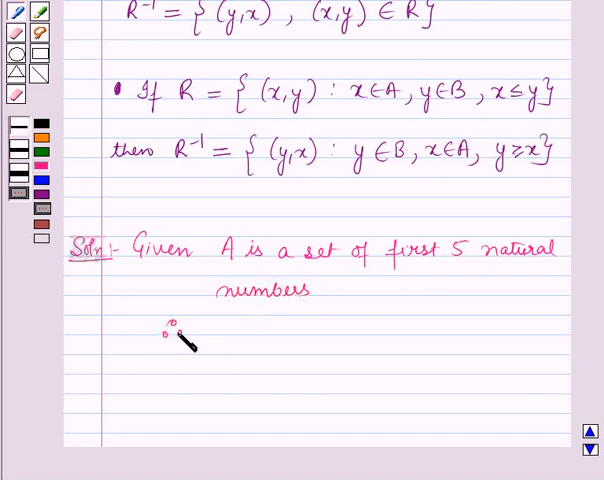 R⁻¹ = { (y,x) , (x,y) ∈ R}
• If R = { (x,y) : x∈A, y∈B, x≤y}
then R⁻¹ = { (y,x) : y∈B, x∈A, y≥x}
Soln:- Given A is a set of first 5 natural
numbers
∴